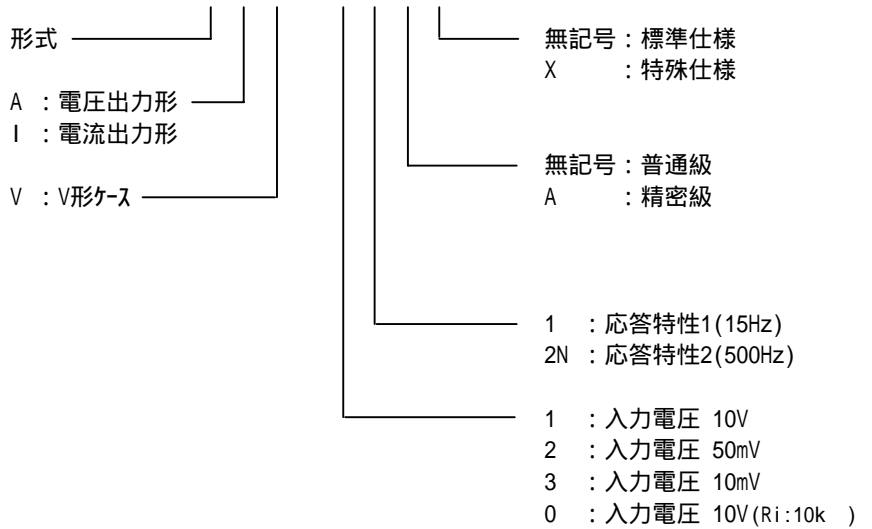 形式
A ：電圧出力形
I ：電流出力形
V ：V形ｹｰｽ
無記号：標準仕様
X ：特殊仕様
無記号：普通級
A ：精密級
1 ：応答特性1(15Hz)
2N ：応答特性2(500Hz)
1 ：入力電圧 10V
2 ：入力電圧 50mV
3 ：入力電圧 10mV
0 ：入力電圧 10V(Ri:10k )